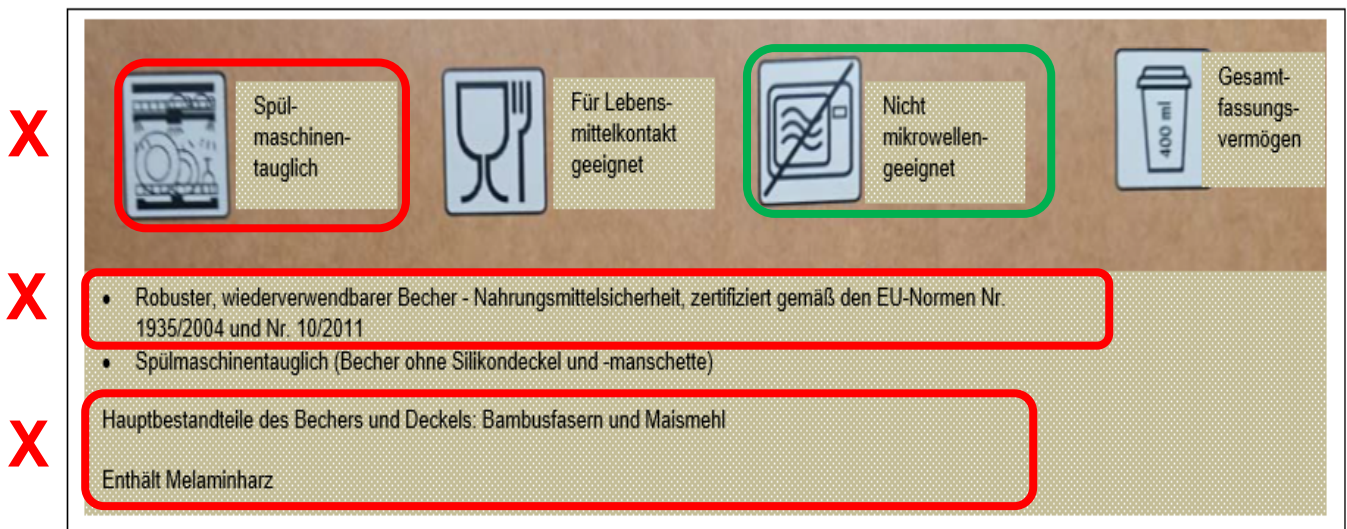 X
Spül-
maschinen-
tauglich
Für Lebens-
mittelkontakt
geeignet
Nicht
mikrowellen-
geeignet
400 ml
Gesamt-
fassungs-
vermögen
X
• Robuster, wiederverwendbarer Becher - Nahrungsmittelsicherheit, zertifiziert gemäß den EU-Normen Nr.
1935/2004 und Nr. 10/2011
• Spülmaschinentauglich (Becher ohne Silikondeckel und -manschette)
X
Hauptbestandteile des Bechers und Deckels: Bambusfasern und Maismehl
Enthält Melaminharz